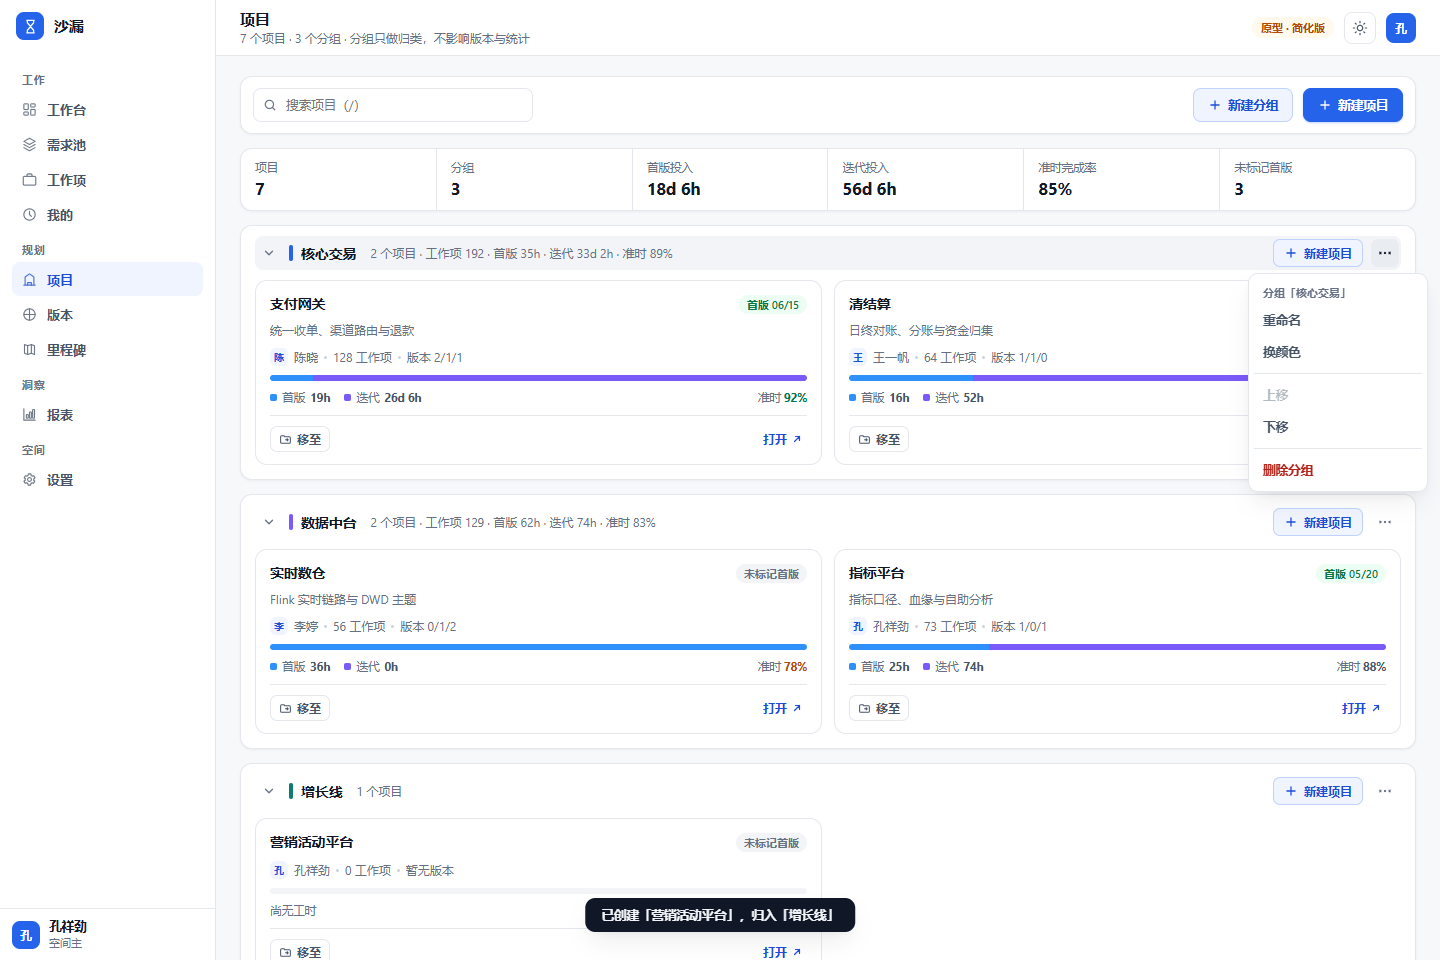 沙漏
工作
工作台
需求池
工作项
我的
规划
项目
版本
里程碑
洞察
报表
空间
设置
孔
孔祥劲
空间主
项目
7 个项目 · 3 个分组 · 分组只做归类，不影响版本与统计
原型 · 简化版
孔
搜索项目（/）
新建分组
新建项目
项目
7
分组
3
首版投入
18d 6h
迭代投入
56d 6h
准时完成率
85%
未标记首版
3
核心交易
2 个项目 · 工作项 192 · 首版 35h · 迭代 33d 2h · 准时 89%
新建项目
支付网关
首版 06/15
统一收单、渠道路由与退款
陈 陈晓 · 128 工作项 · 版本 2/1/1
首版 19h 迭代 26d 6h
准时 92%
移至
打开
清结算
日终对账、分账与资金归集
王 王一帆 · 64 工作项 · 版本 1/1/0
首版 16h 迭代 52h
移至
分组「核心交易」
重命名
换颜色
上移
下移
删除分组
数据中台
2 个项目 · 工作项 129 · 首版 62h · 迭代 74h · 准时 83%
新建项目
实时数仓
未标记首版
Flink 实时链路与 DWD 主题
李 李婷 · 56 工作项 · 版本 0/1/2
首版 36h 迭代 0h
准时 78%
移至
打开
指标平台
首版 05/20
指标口径、血缘与自助分析
孔 孔祥劲 · 73 工作项 · 版本 1/0/1
首版 25h 迭代 74h
准时 88%
移至
打开
增长线
1 个项目
新建项目
营销活动平台
未标记首版
孔 孔祥劲 · 0 工作项 · 暂无版本
尚无工时
移至
打开
已创建「营销活动平台」，归入「增长线」